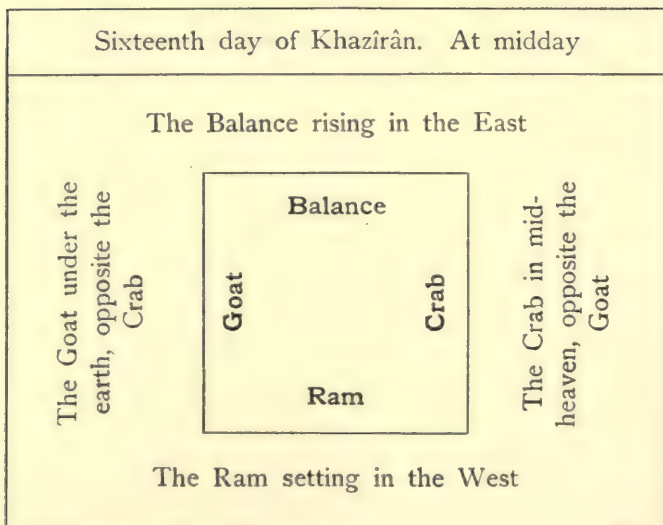 Sixteenth day of Khazîrân. At midday
The Balance rising in the East
The Goat under the
earth, opposite the
Crab
Balance
Goat
Crab
Ram
The Crab in mid-
heaven, opposite the
Goat
The Ram setting in the West